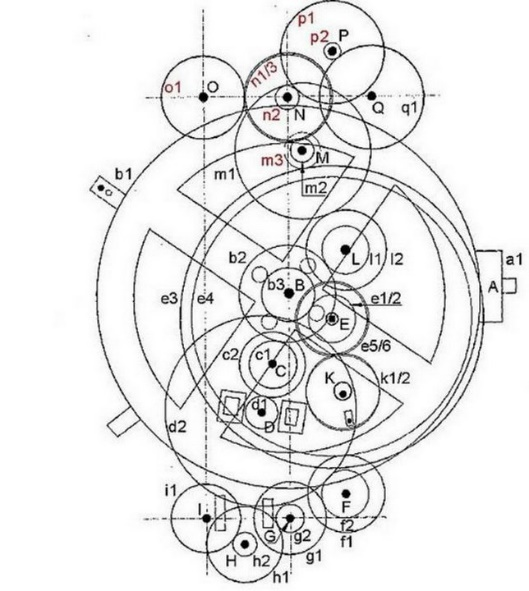 p1
p2 P
o1 O
n1/3
n2 N
Q q1
m3 M
m1
m2
b1
L l1/l2
a1
A
b2
b3 B
e3 e4
e1/2
E
e5/6
c2 c1
C
K k1/2
d1
D
d2
i1
I
F
f2
f1
G g2
g1
H h2
h1